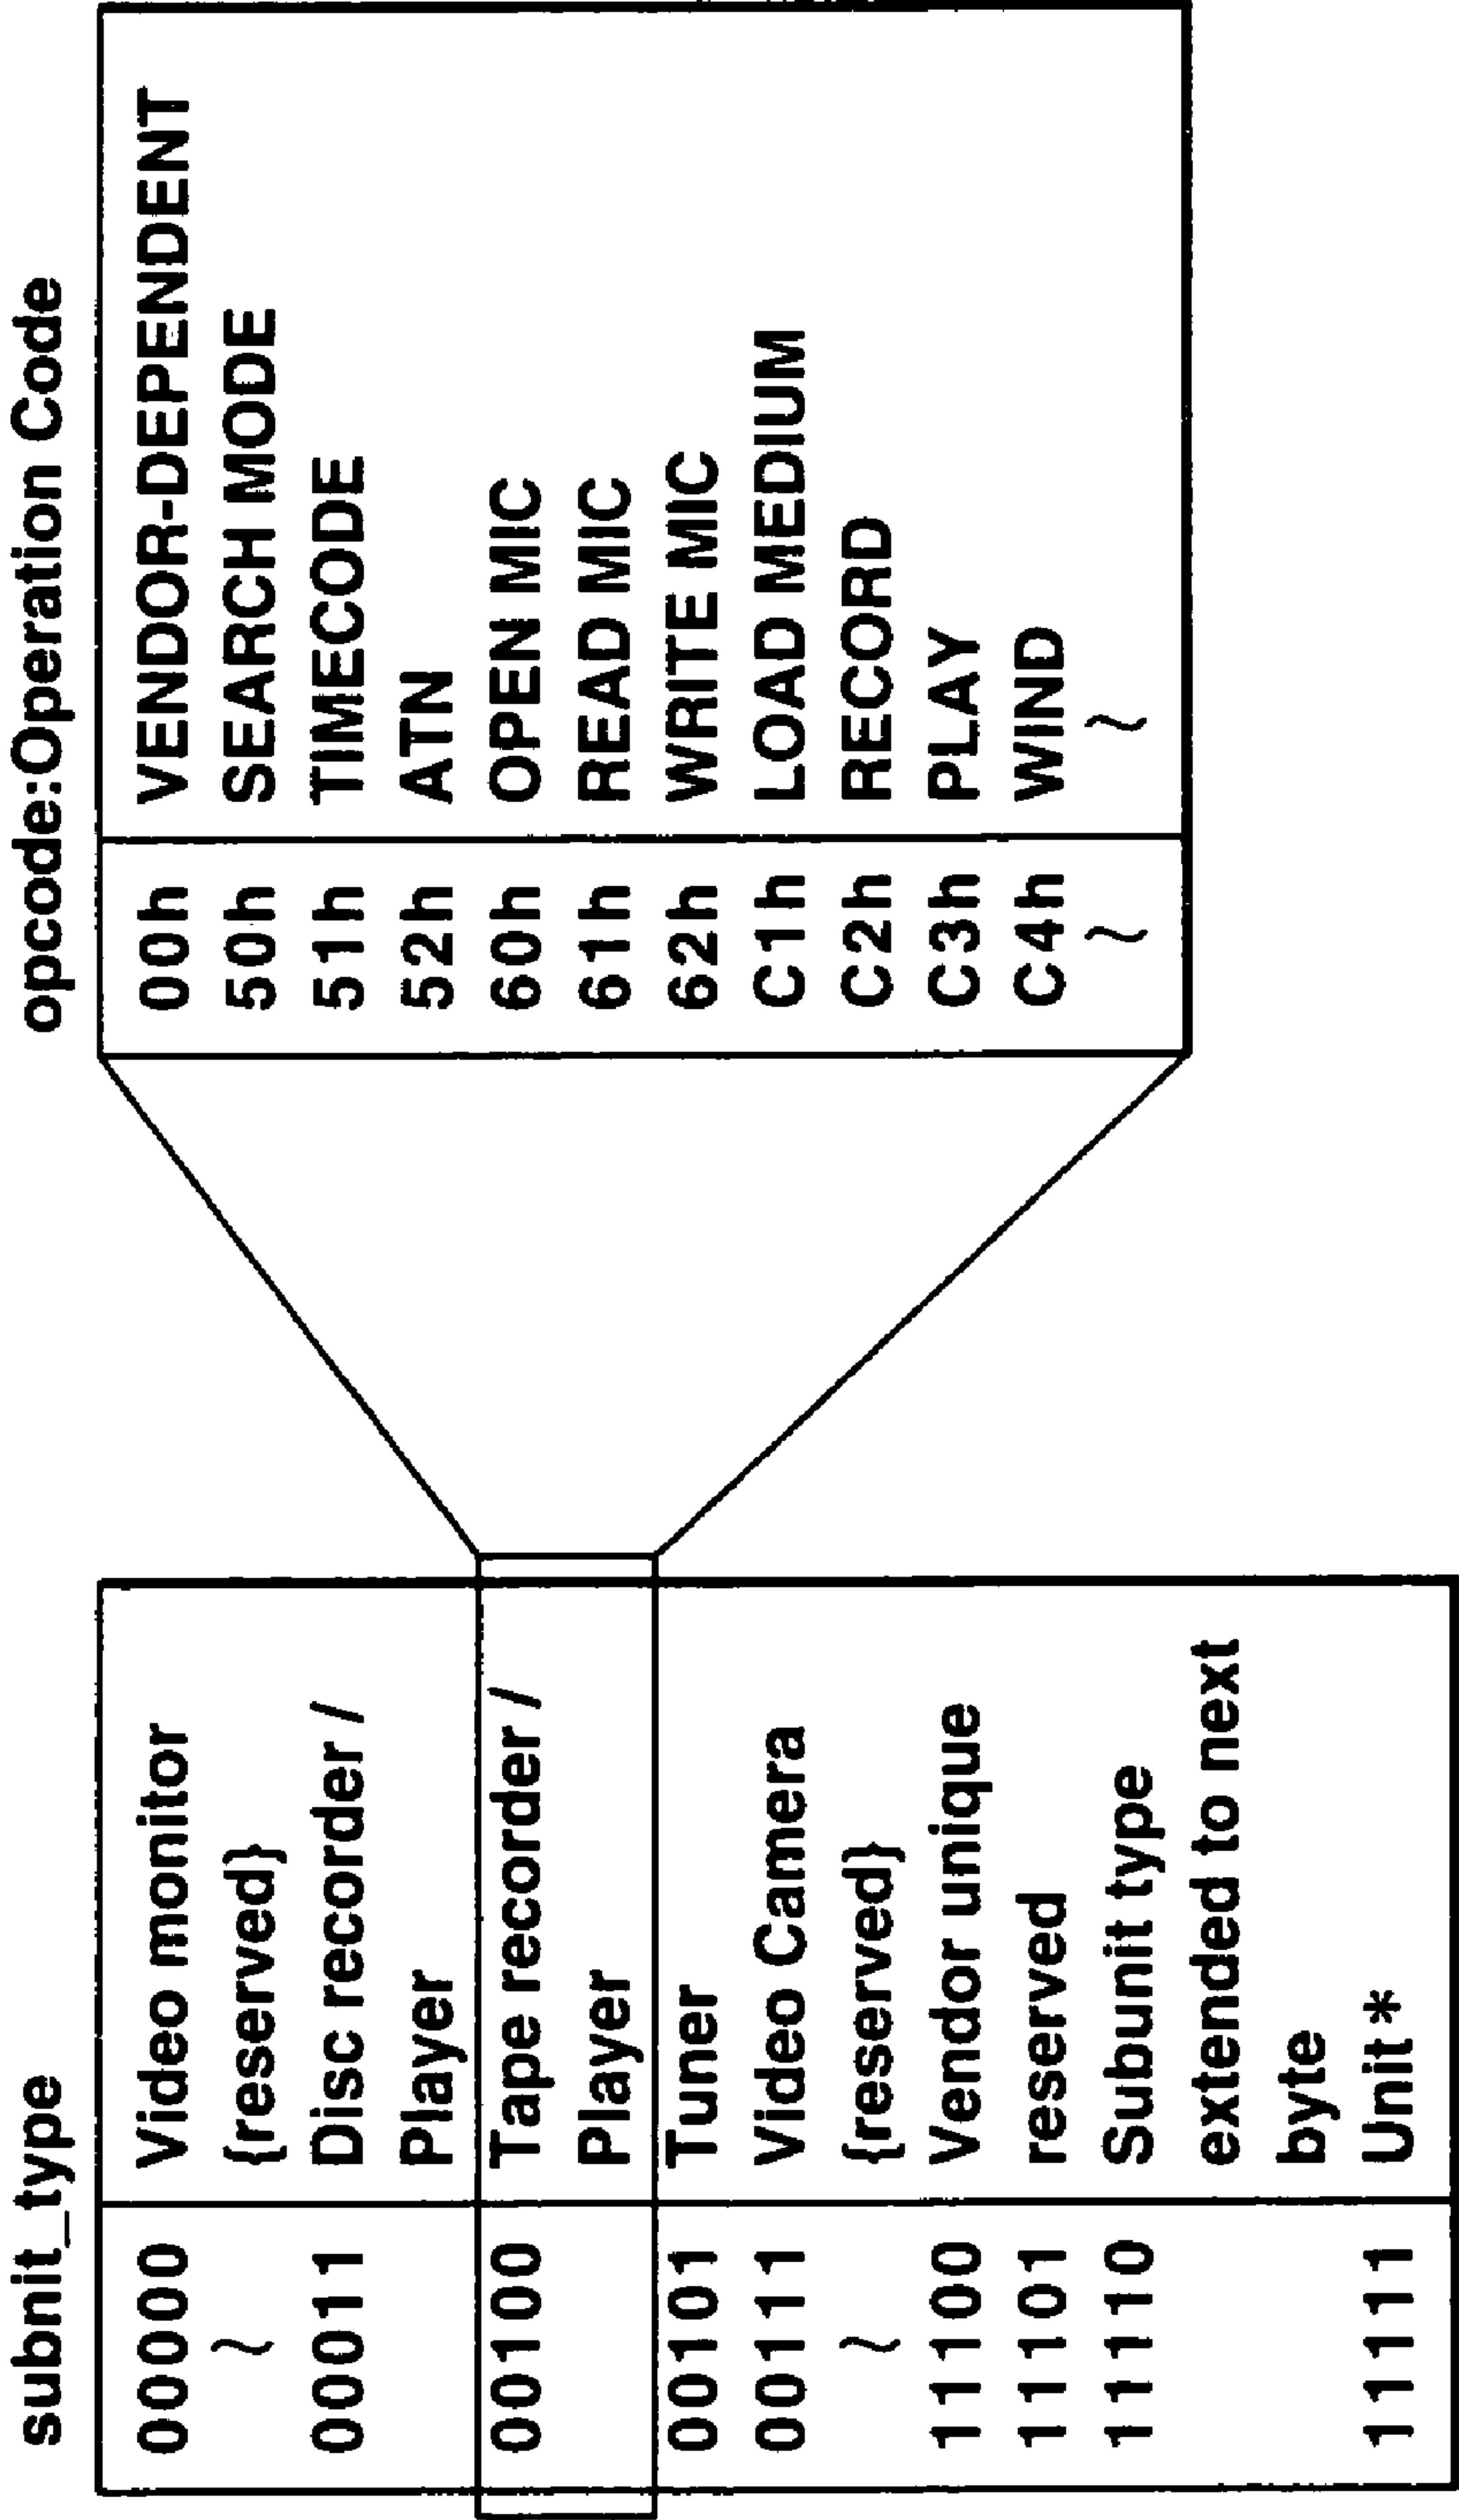 subunit_type
00000 Video monitor
~ (reserved)
00011 Disc recorder /
Player
00100 Tape recorder /
Player
00101 Tuner
00111 Video Camera
~ (reserved)
11100 Vendor unique
11101 reserved
11110 Subunit type
extended to next
byte
11111 Unit*
opcode:Operation Code
00h VENDOR-DEPENDENT
50h SEARCH MODE
51h TIMECODE
52h ATN
60h OPEN MIC
61h READ MIC
62h WRITE MIC
C1h LOAD MEDIUM
C2h RECORD
C3h PLAY
C4h WIND
~ ~